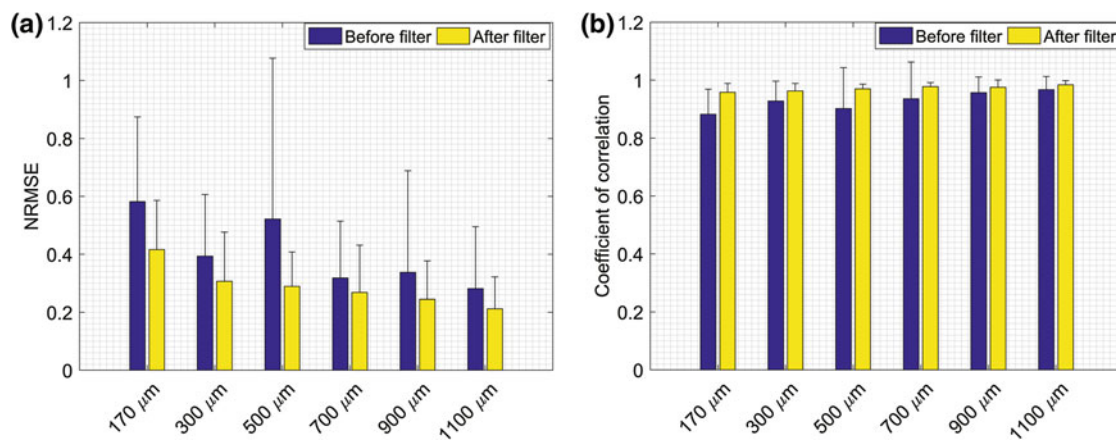 (a)
1.2
1
0.8
0.6
0.4
0.2
0
NRMSE
Before filter
After filter
170 μm
300 μm
500 μm
700 μm
900 μm
1100 μm
(b)
1.2
1
0.8
0.6
0.4
0.2
0
Coefficient of correlation
Before filter
After filter
170 μm
300 μm
500 μm
700 μm
900 μm
1100 μm